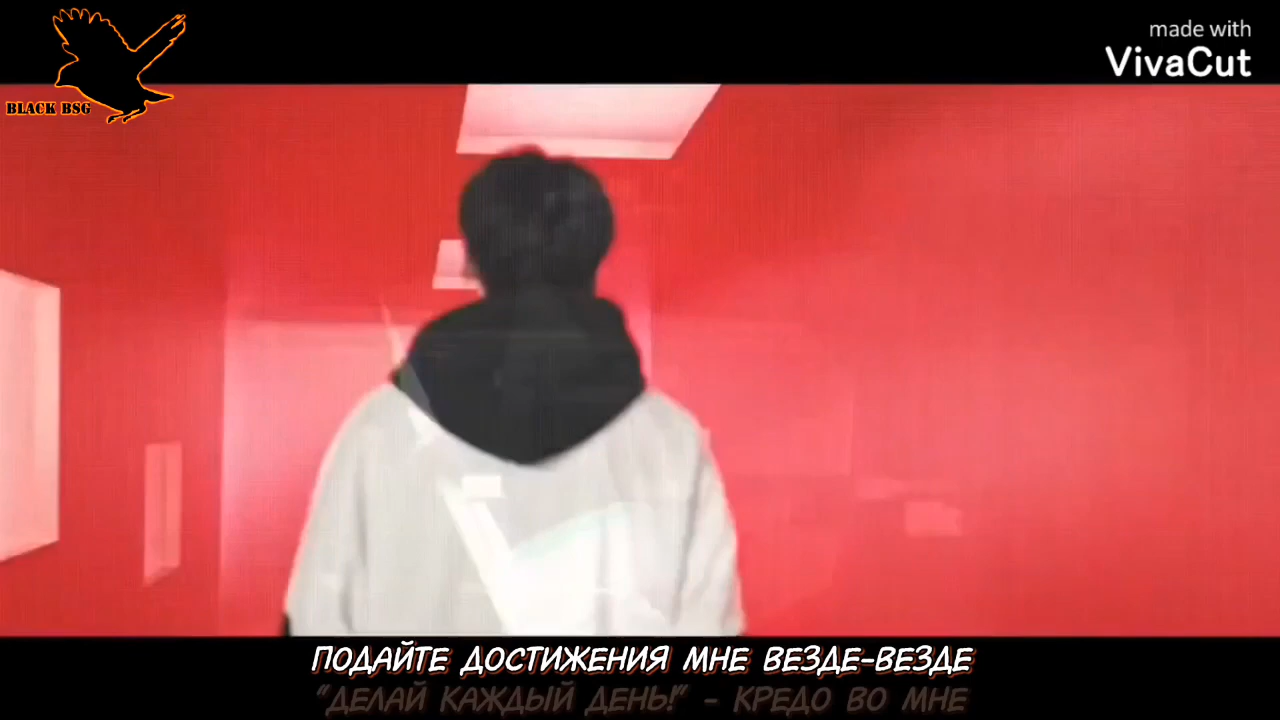 made with
VivaCut
BLACK BSG
ПОДАЙТЕ ДОСТИЖЕНИЯ МНЕ ВЕЗДЕ-ВЕЗДЕ
“ДЕЛАЙ КАЖДЫЙ ДЕНЬ!” - КРЕДО ВО МНЕ